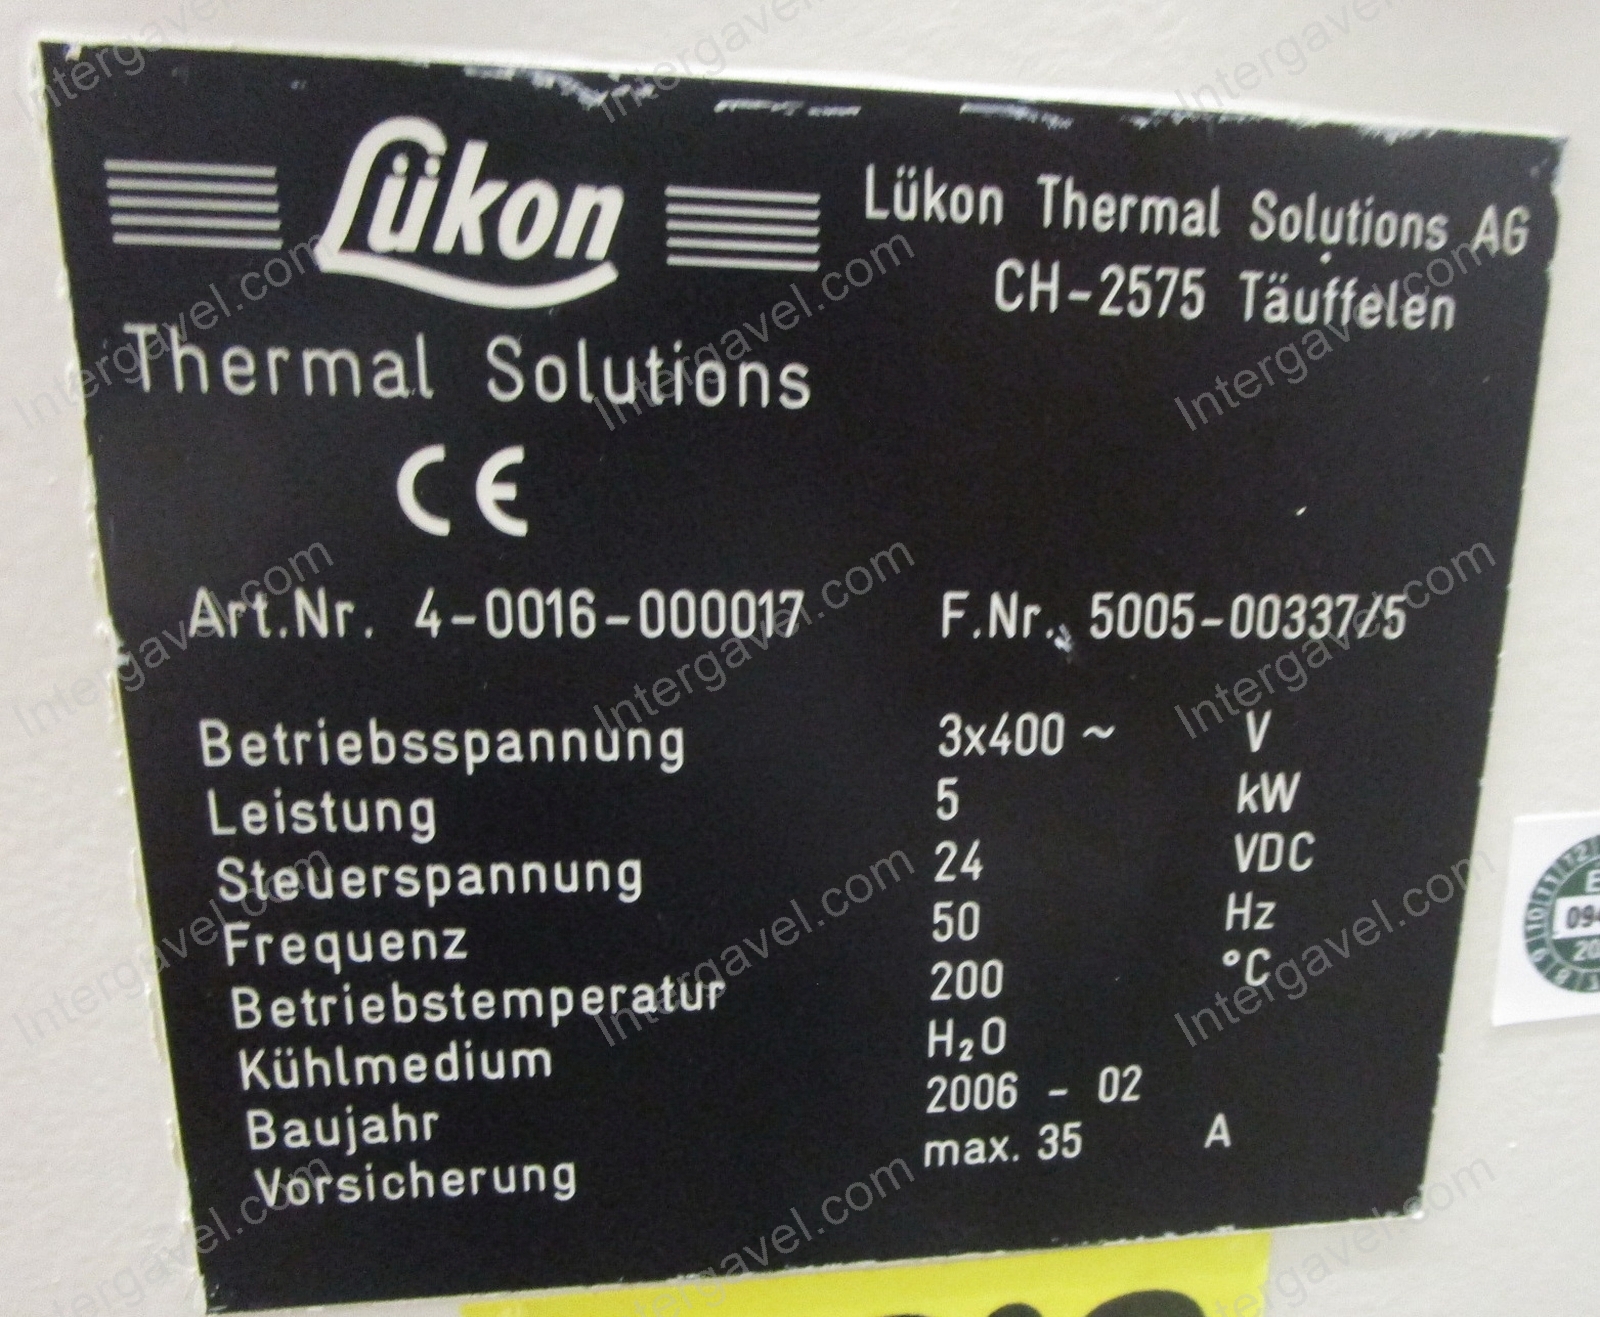 Lükon
Thermal Solutions
Lükon Thermal Solutions AG
CH-2575 Täuffelen
CE
Art.Nr. 4-0016-000017 F.Nr. 5005-00337/5
Betriebsspannung 3x400 ~ V
Leistung 5 kW
Steuerspannung 24 VDC
Frequenz 50 Hz
Betriebstemperatur 200 °C
Kühlmedium H₂O
Baujahr 2006 - 02
Vorsicherung max. 35 A
Intergavel.com